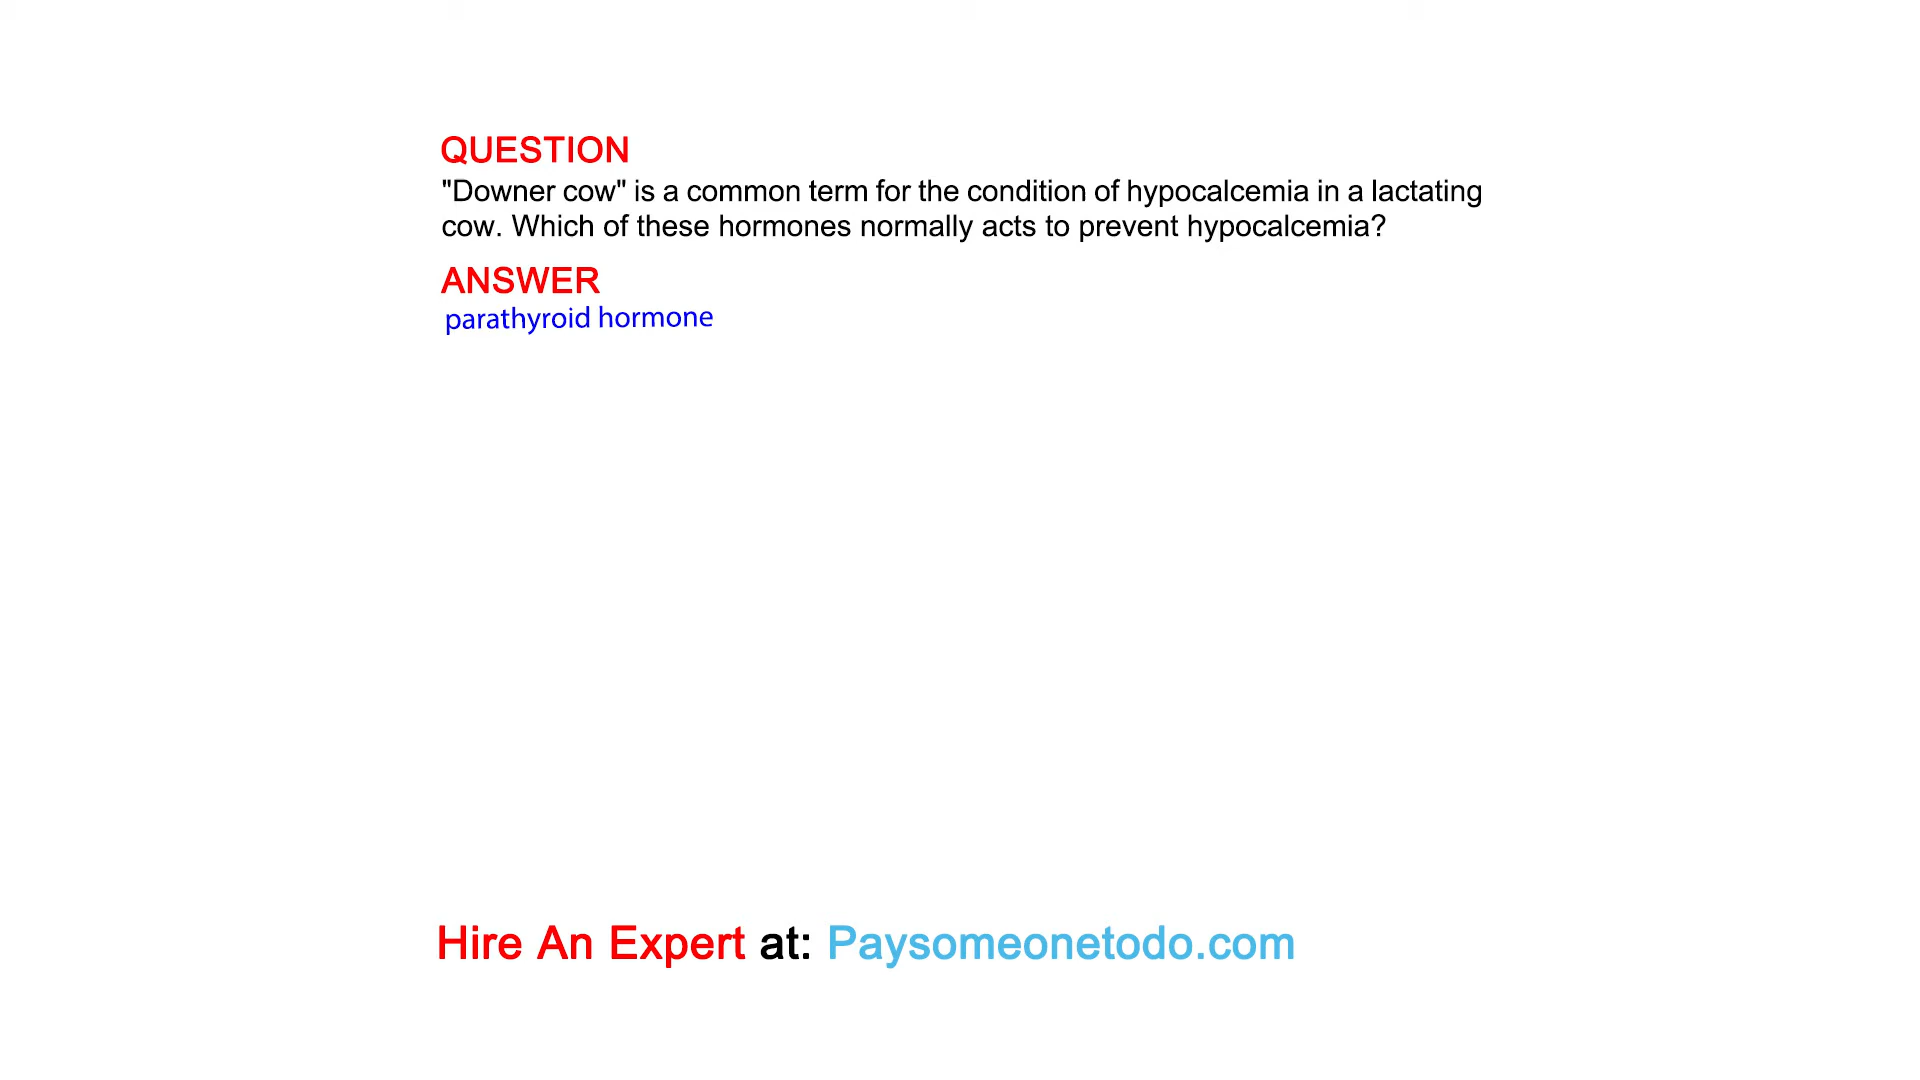 QUESTION
"Downer cow" is a common term for the condition of hypocalcemia in a lactating
cow. Which of these hormones normally acts to prevent hypocalcemia?
ANSWER
parathyroid hormone
Hire An Expert at: Paysomeonetodo.com